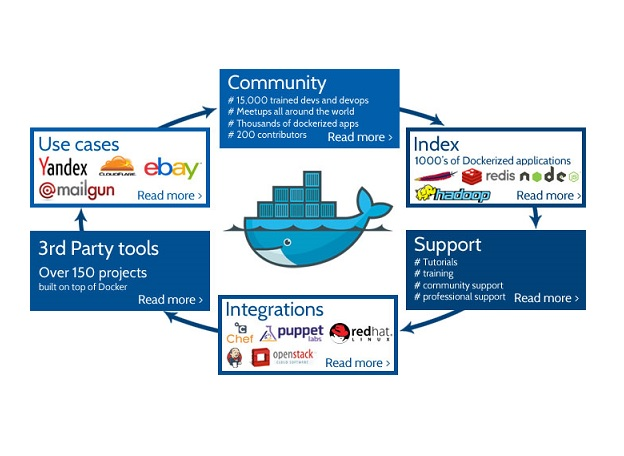 Community
# 15,000 trained devs and devops
# Meetups all around the world
# Thousands of dockerized apps
# 200 contributors
Read more >
Index
1000's of Dockerized applications
redis
node
hadoop
Read more >
Support
# Tutorials
# training
# community support
# professional support
Read more >
Integrations
Chef
puppet
labs
redhat.
LINUX
openstack
CLOUD SOFTWARE
Read more >
3rd Party tools
Over 150 projects
built on top of Docker
Read more >
Use cases
Yandex
CLOUDFLARE
ebay
@mailgun
Read more >